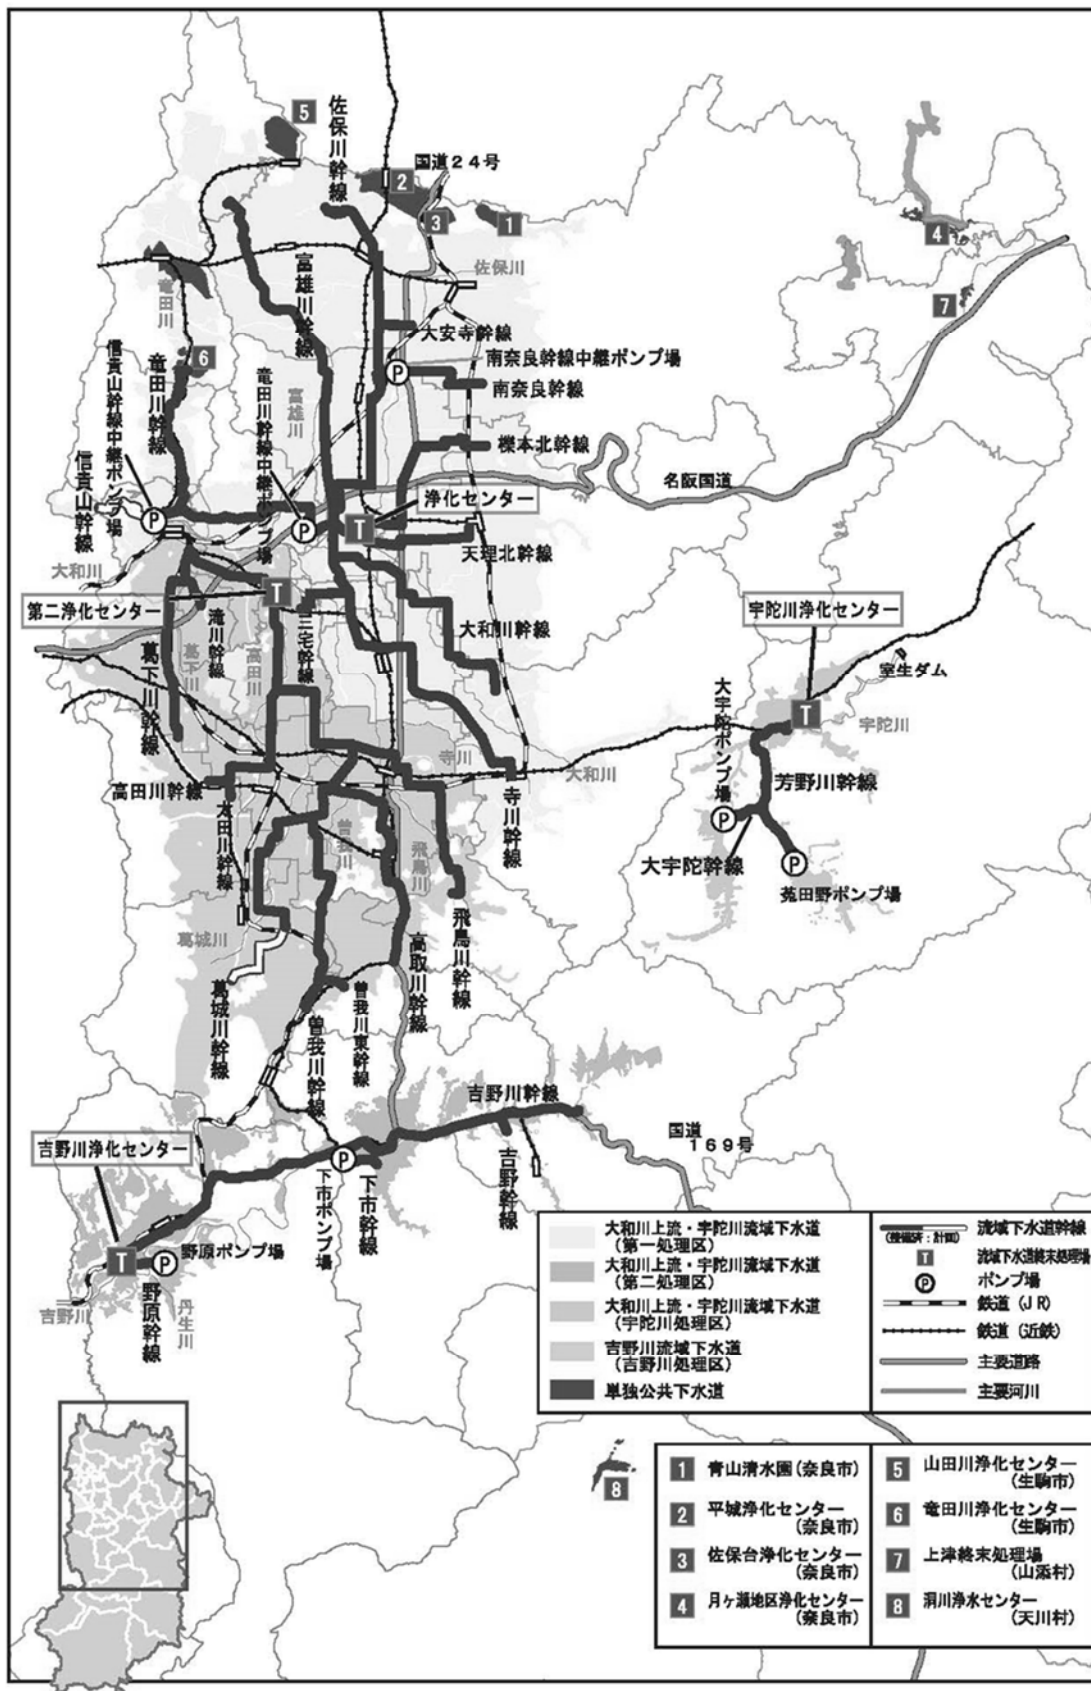 5
佐保川幹線
国道24号
2
3
1
4
7
佐保川
竜田川
富雄川幹線
大安寺幹線
南奈良幹線中継ポンプ場
P
南奈良幹線
6
信貴山幹線中継ポンプ場
竜田川幹線
竜田川幹線中継ポンプ場
富雄川
櫟本北幹線
名阪国道
信貴山幹線
P
P
浄化センター
T
天理北幹線
大和川
第二浄化センター
T
滝川幹線
三宅幹線
大和川幹線
宇陀川浄化センター
葛下川幹線
葛下川
高田川
室生ダム
大宇陀ポンプ場
T
宇陀川
寺川
大和川
高田川幹線
太田川幹線
寺川幹線
芳野川幹線
P
大宇陀幹線
P
菟田野ポンプ場
曽我川
飛鳥川
葛城川
飛鳥川幹線
高取川幹線
葛城川幹線
曽我川幹線
曽我川東幹線
吉野川幹線
国道
169号
吉野川浄化センター
P
下市ポンプ場
下市幹線
吉野幹線
T
P
野原ポンプ場
吉野川
野原幹線
丹生川
大和川上流・宇陀川流域下水道
(第一処理区)
大和川上流・宇陀川流域下水道
(第二処理区)
大和川上流・宇陀川流域下水道
(宇陀川処理区)
吉野川流域下水道
(吉野川処理区)
単独公共下水道
流域下水道幹線
(整備済:計画)
T 流域下水道終末処理場
P ポンプ場
鉄道(JR)
鉄道(近鉄)
主要道路
主要河川
8
1 青山清水園(奈良市)
2 平城浄化センター
(奈良市)
3 佐保台浄化センター
(奈良市)
4 月ヶ瀬地区浄化センター
(奈良市)
5 山田川浄化センター
(生駒市)
6 竜田川浄化センター
(生駒市)
7 上津終末処理場
(山添村)
8 洞川浄水センター
(天川村)